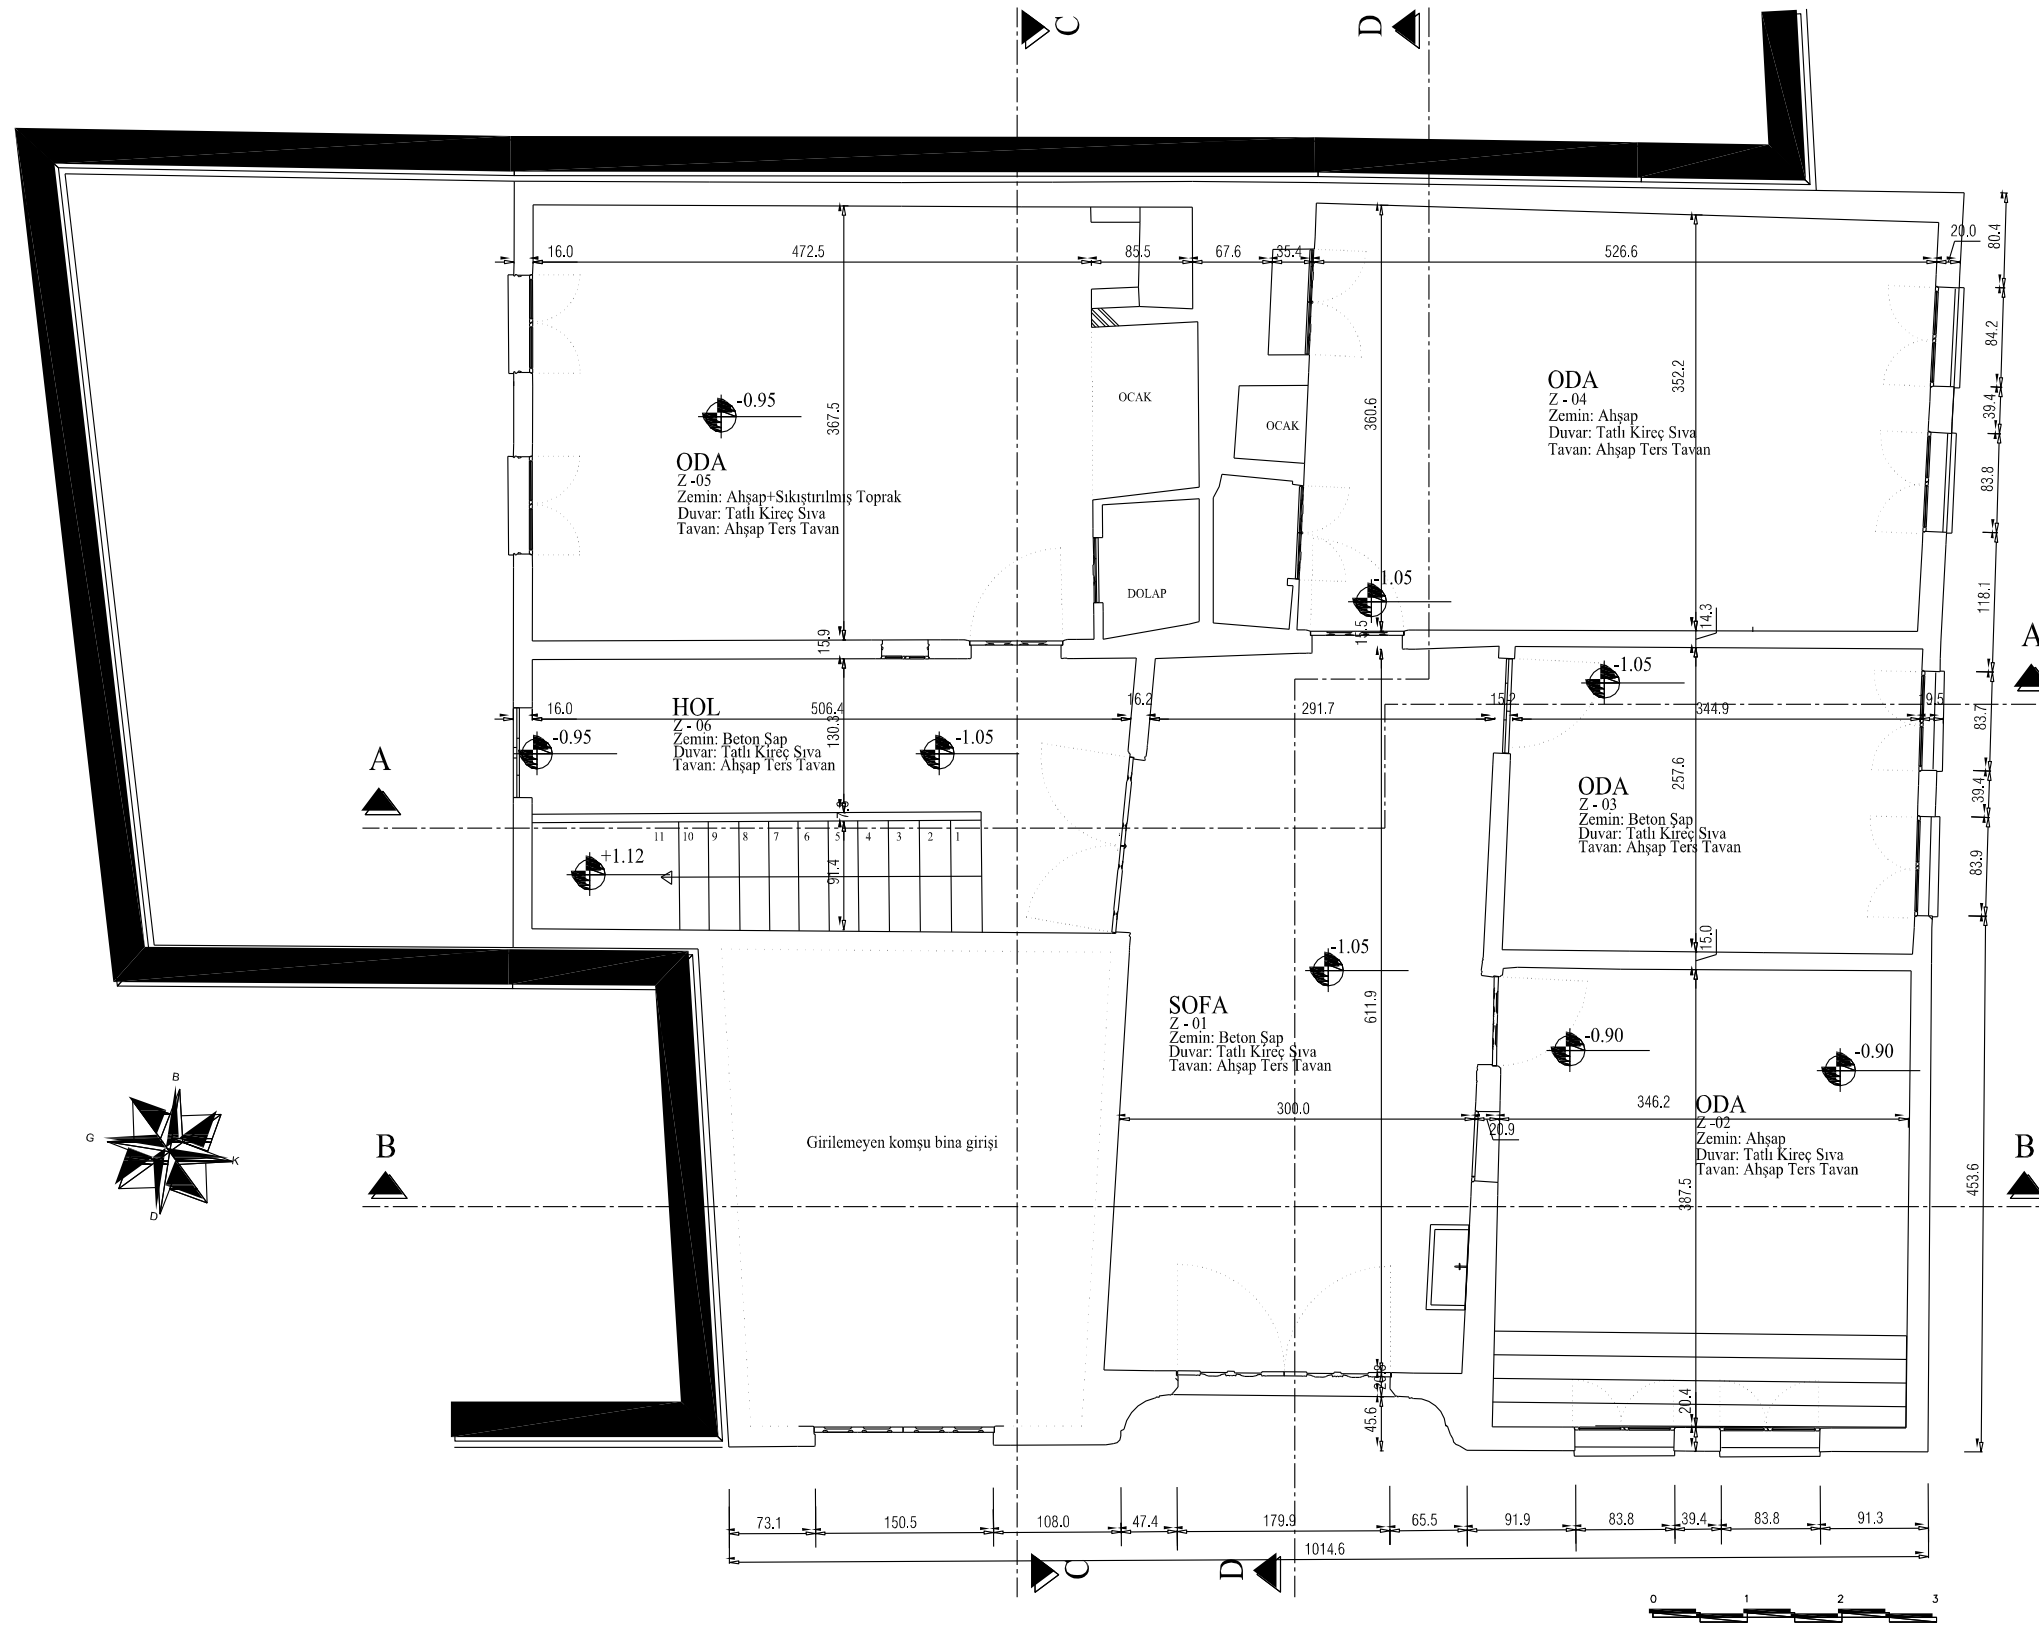 C
D
20.0
80.4
16.0
472.5
85.5
67.6
35.4
526.6
84.2
352.2
ODA
Z - 04
Zemin: Ahşap
Duvar: Tatlı Kireç Sıva
Tavan: Ahşap Ters Tavan
-0.95
OCAK
OCAK
360.6
367.5
39.4
83.8
ODA
Z -05
Zemin: Ahşap+Sıkıştırılmış Toprak
Duvar: Tatlı Kireç Sıva
Tavan: Ahşap Ters Tavan
DOLAP
-1.05
118.1
14.3
15.9
15.5
A
-1.05
HOL
Z - 06
Zemin: Beton Şap
Duvar: Tatlı Kireç Sıva
Tavan: Ahşap Ters Tavan
16.0
506.4
130.3
16.2
291.7
15.2
344.9
19.5
83.7
-0.95
-1.05
A
257.6
ODA
Z - 03
Zemin: Beton Şap
Duvar: Tatlı Kireç Sıva
Tavan: Ahşap Ters Tavan
39.4
7.8
11 10 9 8 7 6 5 4 3 2 1
+1.12
91.4
83.9
15.0
-1.05
SOFA
Z - 01
Zemin: Beton Şap
Duvar: Tatlı Kireç Sıva
Tavan: Ahşap Ters Tavan
611.9
-0.90
-0.90
B
G
K
D
B
Girilemeyen komşu bina girişi
300.0
20.9
346.2
ODA
Z -02
Zemin: Ahşap
Duvar: Tatlı Kireç Sıva
Tavan: Ahşap Ters Tavan
B
387.5
453.6
20.4
45.6
73.1
150.5
108.0
47.4
179.9
65.5
91.9
83.8
39.4
83.8
91.3
1014.6
C
D
0 1 2 3